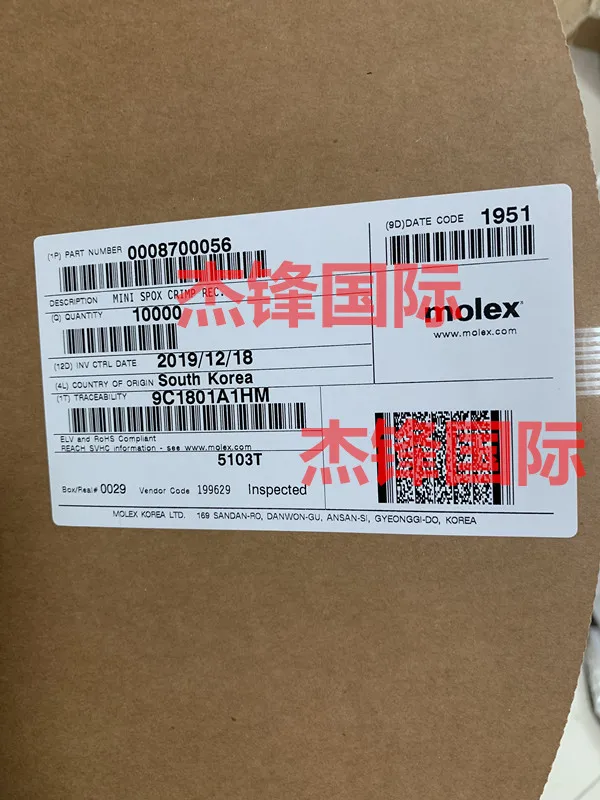 (1P) PART NUMBER 0008700056
(9D)DATE CODE 1951
DESCRIPTION MINI SPOX CRIMP REC.
杰锋国际
(Q) QUANTITY 10000
molex
www.molex.com
(12D) INV CTRL DATE 2019/12/18
(4L) COUNTRY OF ORIGIN South Korea
(1T) TRACEABILITY 9C1801A1HM
ELV and RoHS Compliant
REACH SVHC information - see www.molex.com
杰锋国际
5103T
Box/Real# 0029 Vendor Code 199629 Inspected
MOLEX KOREA LTD. 169 SANDAN-RO, DANWON-GU, ANSAN-SI, GYEONGGI-DO, KOREA